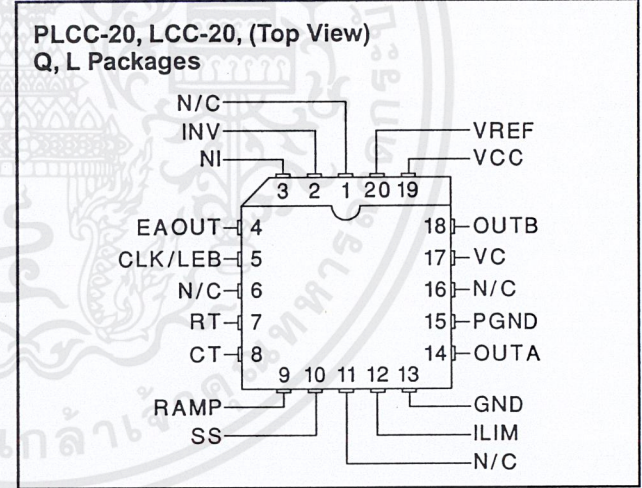 PLCC-20, LCC-20, (Top View)
Q, L Packages
N/C
INV
NI
VREF
VCC
3 2 1 20 19
EAOUT 4
CLK/LEB 5
N/C 6
RT 7
CT 8
18 OUTB
17 VC
16 N/C
15 PGND
14 OUTA
9 10 11 12 13
RAMP
SS
GND
ILIM
N/C